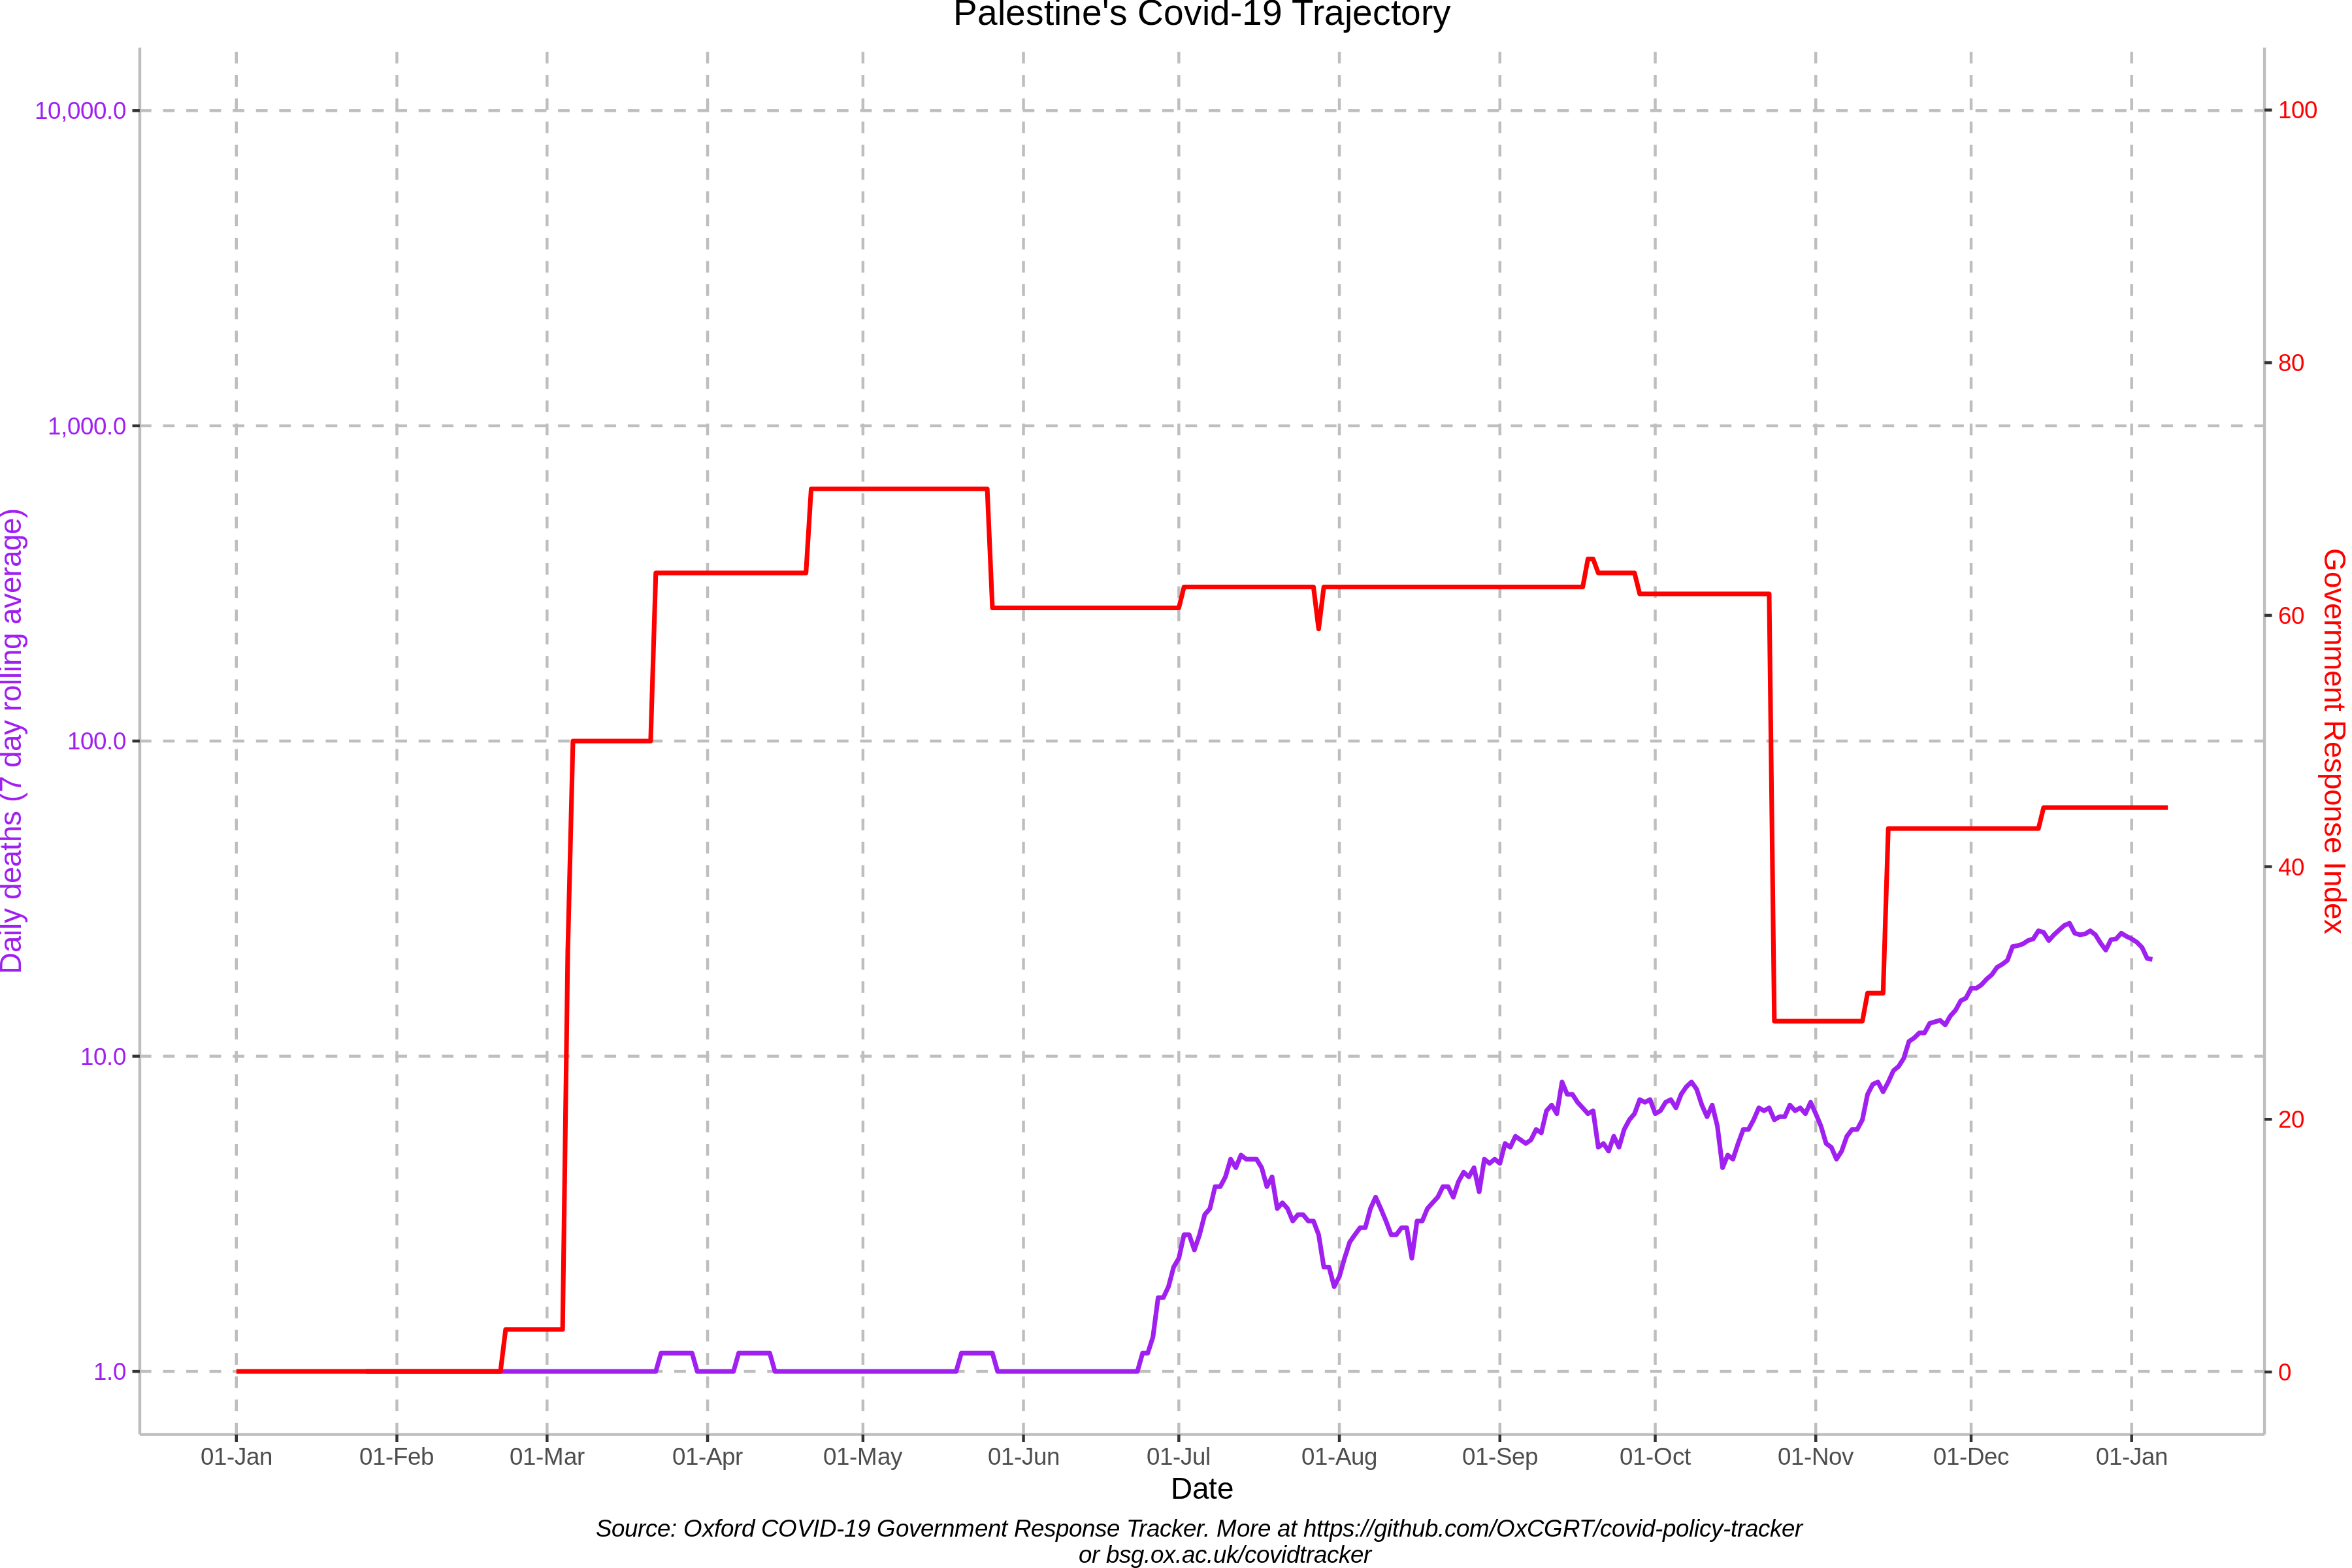 Palestine's Covid-19 Trajectory
10,000.0
1,000.0
100.0
10.0
1.0
Daily deaths (7 day rolling average)
100
80
60
40
20
0
Government Response Index
01-Jan
01-Feb
01-Mar
01-Apr
01-May
01-Jun
01-Jul
01-Aug
01-Sep
01-Oct
01-Nov
01-Dec
01-Jan
Date
Source: Oxford COVID-19 Government Response Tracker. More at https://github.com/OxCGRT/covid-policy-tracker
or bsg.ox.ac.uk/covidtracker